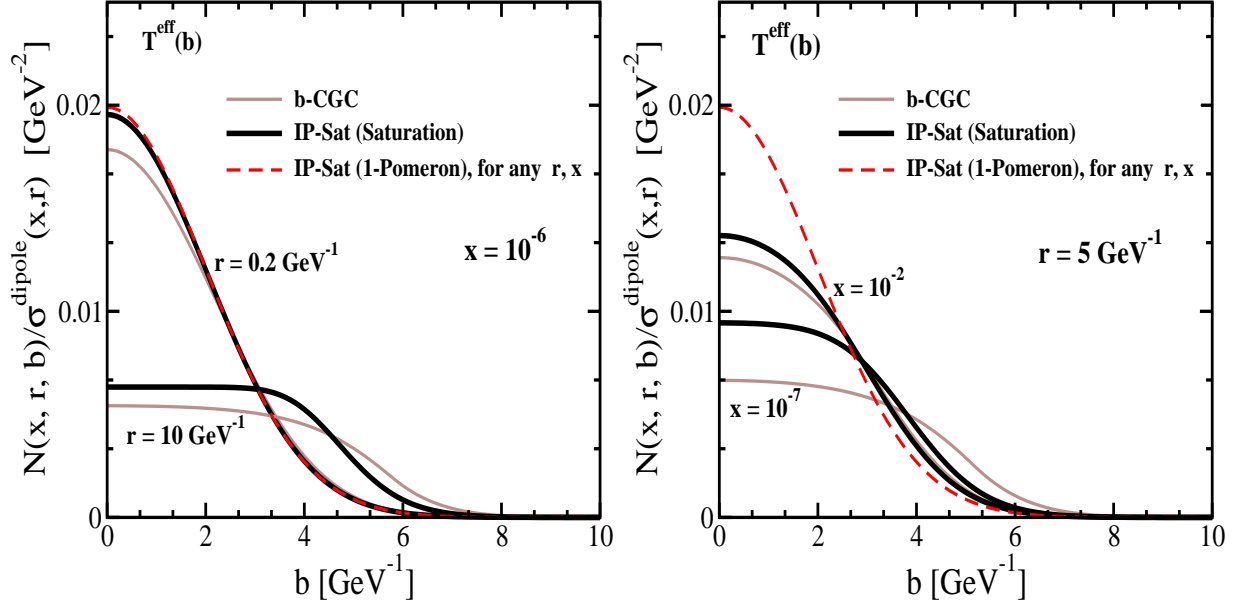 T^eff(b)
b-CGC
IP-Sat (Saturation)
IP-Sat (1-Pomeron), for any r, x
r = 0.2 GeV^-1
x = 10^-6
r = 10 GeV^-1
N(x, r, b)/σ^dipole(x,r) [GeV^-2]
0.02
0.01
0
0 2 4 6 8 10
b [GeV^-1]
T^eff(b)
b-CGC
IP-Sat (Saturation)
IP-Sat (1-Pomeron), for any r, x
r = 5 GeV^-1
x = 10^-2
x = 10^-7
N(x, r, b)/σ^dipole(x,r) [GeV^-2]
0.02
0.01
0
0 2 4 6 8 10
b [GeV^-1]